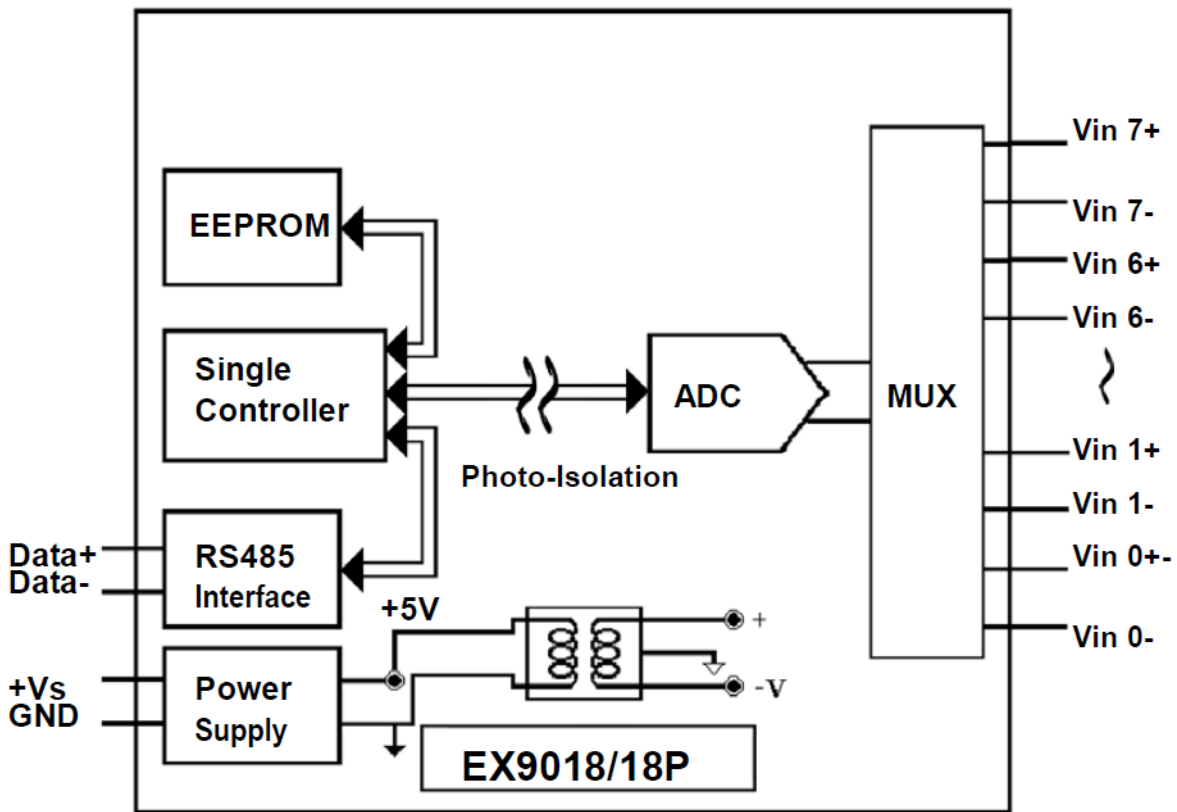 Vin 7+
Vin 7-
EEPROM
Vin 6+
Vin 6-
Single
Controller
ADC
MUX
Photo-Isolation
Vin 1+
Vin 1-
Data+
Data-
RS485
Interface
Vin 0+-
+5V
+
Vin 0-
+Vs
GND
Power
Supply
-V
EX9018/18P